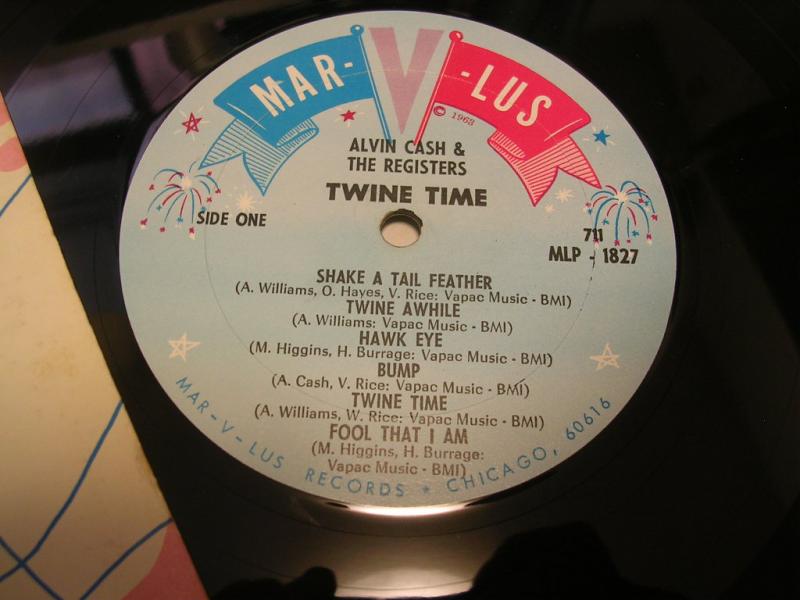 MAR-V-LUS
© 1963
ALVIN CASH &
THE REGISTERS
TWINE TIME
SIDE ONE
711
MLP - 1827
SHAKE A TAIL FEATHER
(A. Williams, O. Hayes, V. Rice: Vapac Music - BMI)
TWINE AWHILE
(A. Williams: Vapac Music - BMI)
HAWK EYE
(M. Higgins, H. Burrage: Vapac Music - BMI)
BUMP
(A. Cash, V. Rice: Vapac Music - BMI)
TWINE TIME
(A. Williams, W. Rice: Vapac Music - BMI)
FOOL THAT I AM
(M. Higgins, H. Burrage:
Vapac Music - BMI)
MAR-V-LUS RECORDS ★ CHICAGO, 60616